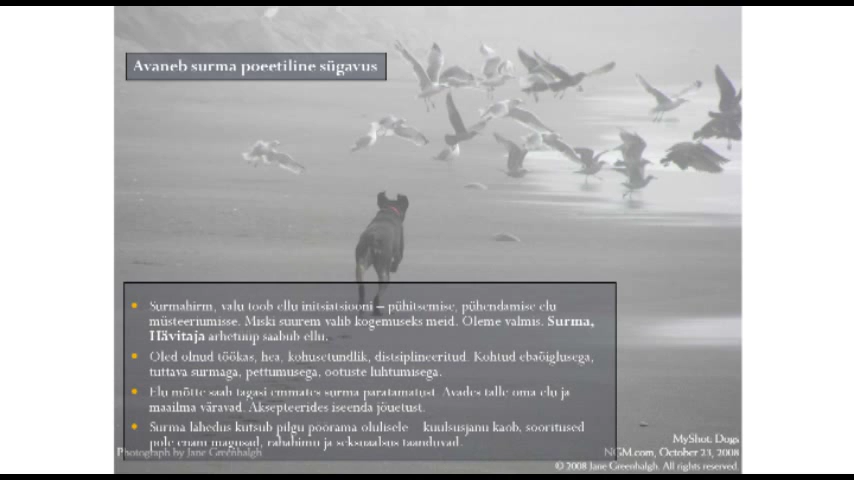 Avaneb surma poeetiline sügavus
Surmahirm, valu toob ellu initsiatsiooni – pühitsemise, pühendamise elu
müsteeriumisse. Miski suurem valib kogemuseks meid. Oleme valmis. Surma,
Hävitaja arhetüüp saabub ellu.
Oled olnud töökas, hea, kohusetundlik, distsiplineeritud. Kohtud ebaõiglusega,
tuttava surmaga, pettumusega, ootuste luhtumisega.
Elu mõtte saab tagasi emmates surma paratamatust. Avades talle oma elu ja
maailma väravad. Aksepteerides iseenda jõuetust.
Surma lähedus kutsub pilgu pöörama olulisele – kuulsusjanu kaob, sooritused
pole enam magusad, rahahimu ja seksuaalsus taanduvad.
Photograph by Jane Greenhalgh
MyShot: Dogs
NGM.com, October 23, 2008
© 2008 Jane Greenhalgh. All rights reserved.